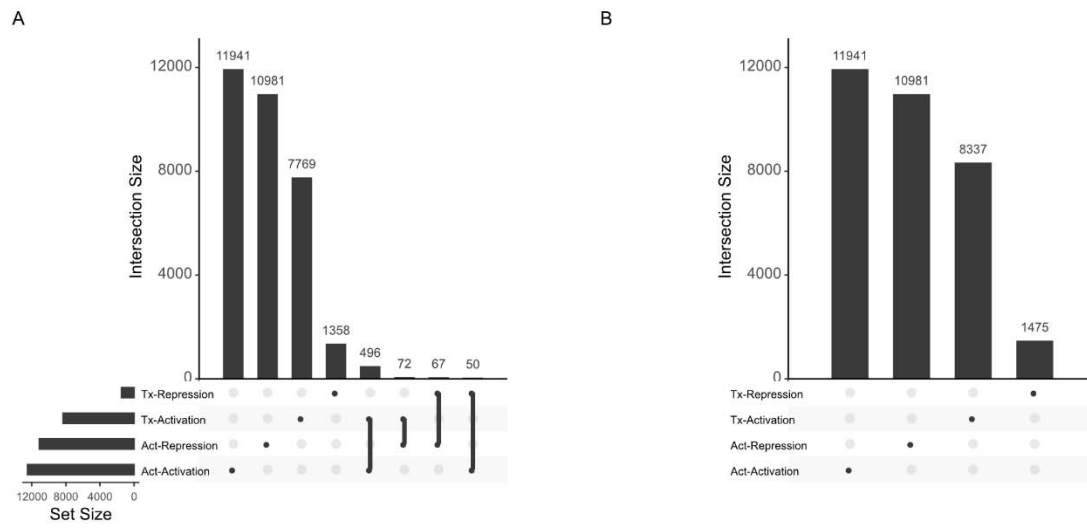 A
12000
8000
4000
0
Intersection Size
11941
10981
7769
1358
496
72
67
50
Tx-Repression
Tx-Activation
Act-Repression
Act-Activation
12000 8000 4000 0
Set Size
B
12000
8000
4000
0
Intersection Size
11941
10981
8337
1475
Tx-Repression
Tx-Activation
Act-Repression
Act-Activation